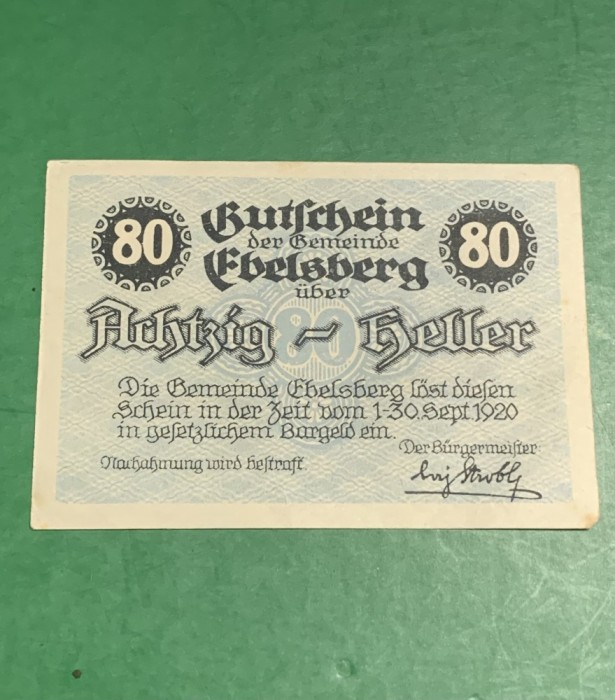 80 Gutschein 80
der Gemeinde
Ebelsberg
über
Achtzig - Heller
80
Die Gemeinde Ebelsberg löst diesen
Schein in der Zeit vom 1-30. Sept 1920
in gesetzlichem Bargeld ein.
Der Bürgermeister
Nachahmung wird bestraft.